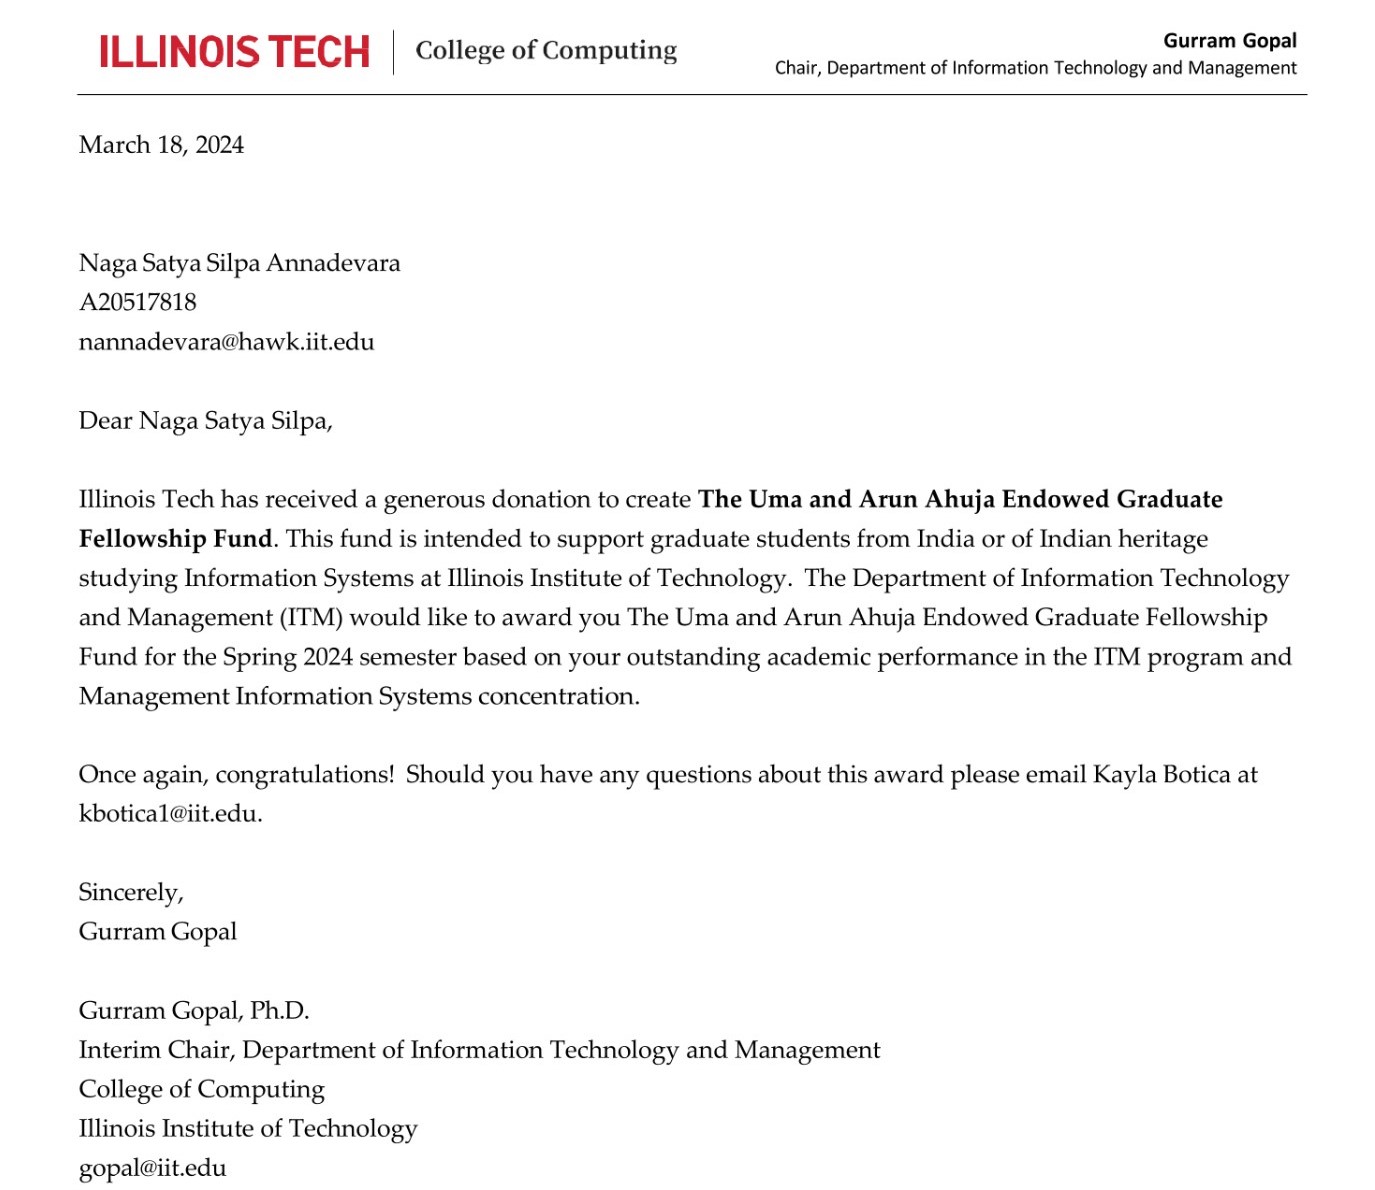 ILLINOIS TECH College of Computing
Gurram Gopal
Chair, Department of Information Technology and Management
March 18, 2024
Naga Satya Silpa Annadevara
A20517818
nannadevara@hawk.iit.edu
Dear Naga Satya Silpa,
Illinois Tech has received a generous donation to create The Uma and Arun Ahuja Endowed Graduate
Fellowship Fund. This fund is intended to support graduate students from India or of Indian heritage
studying Information Systems at Illinois Institute of Technology.  The Department of Information Technology
and Management (ITM) would like to award you The Uma and Arun Ahuja Endowed Graduate Fellowship
Fund for the Spring 2024 semester based on your outstanding academic performance in the ITM program and
Management Information Systems concentration.
Once again, congratulations!  Should you have any questions about this award please email Kayla Botica at
kbotica1@iit.edu.
Sincerely,
Gurram Gopal
Gurram Gopal, Ph.D.
Interim Chair, Department of Information Technology and Management
College of Computing
Illinois Institute of Technology
gopal@iit.edu